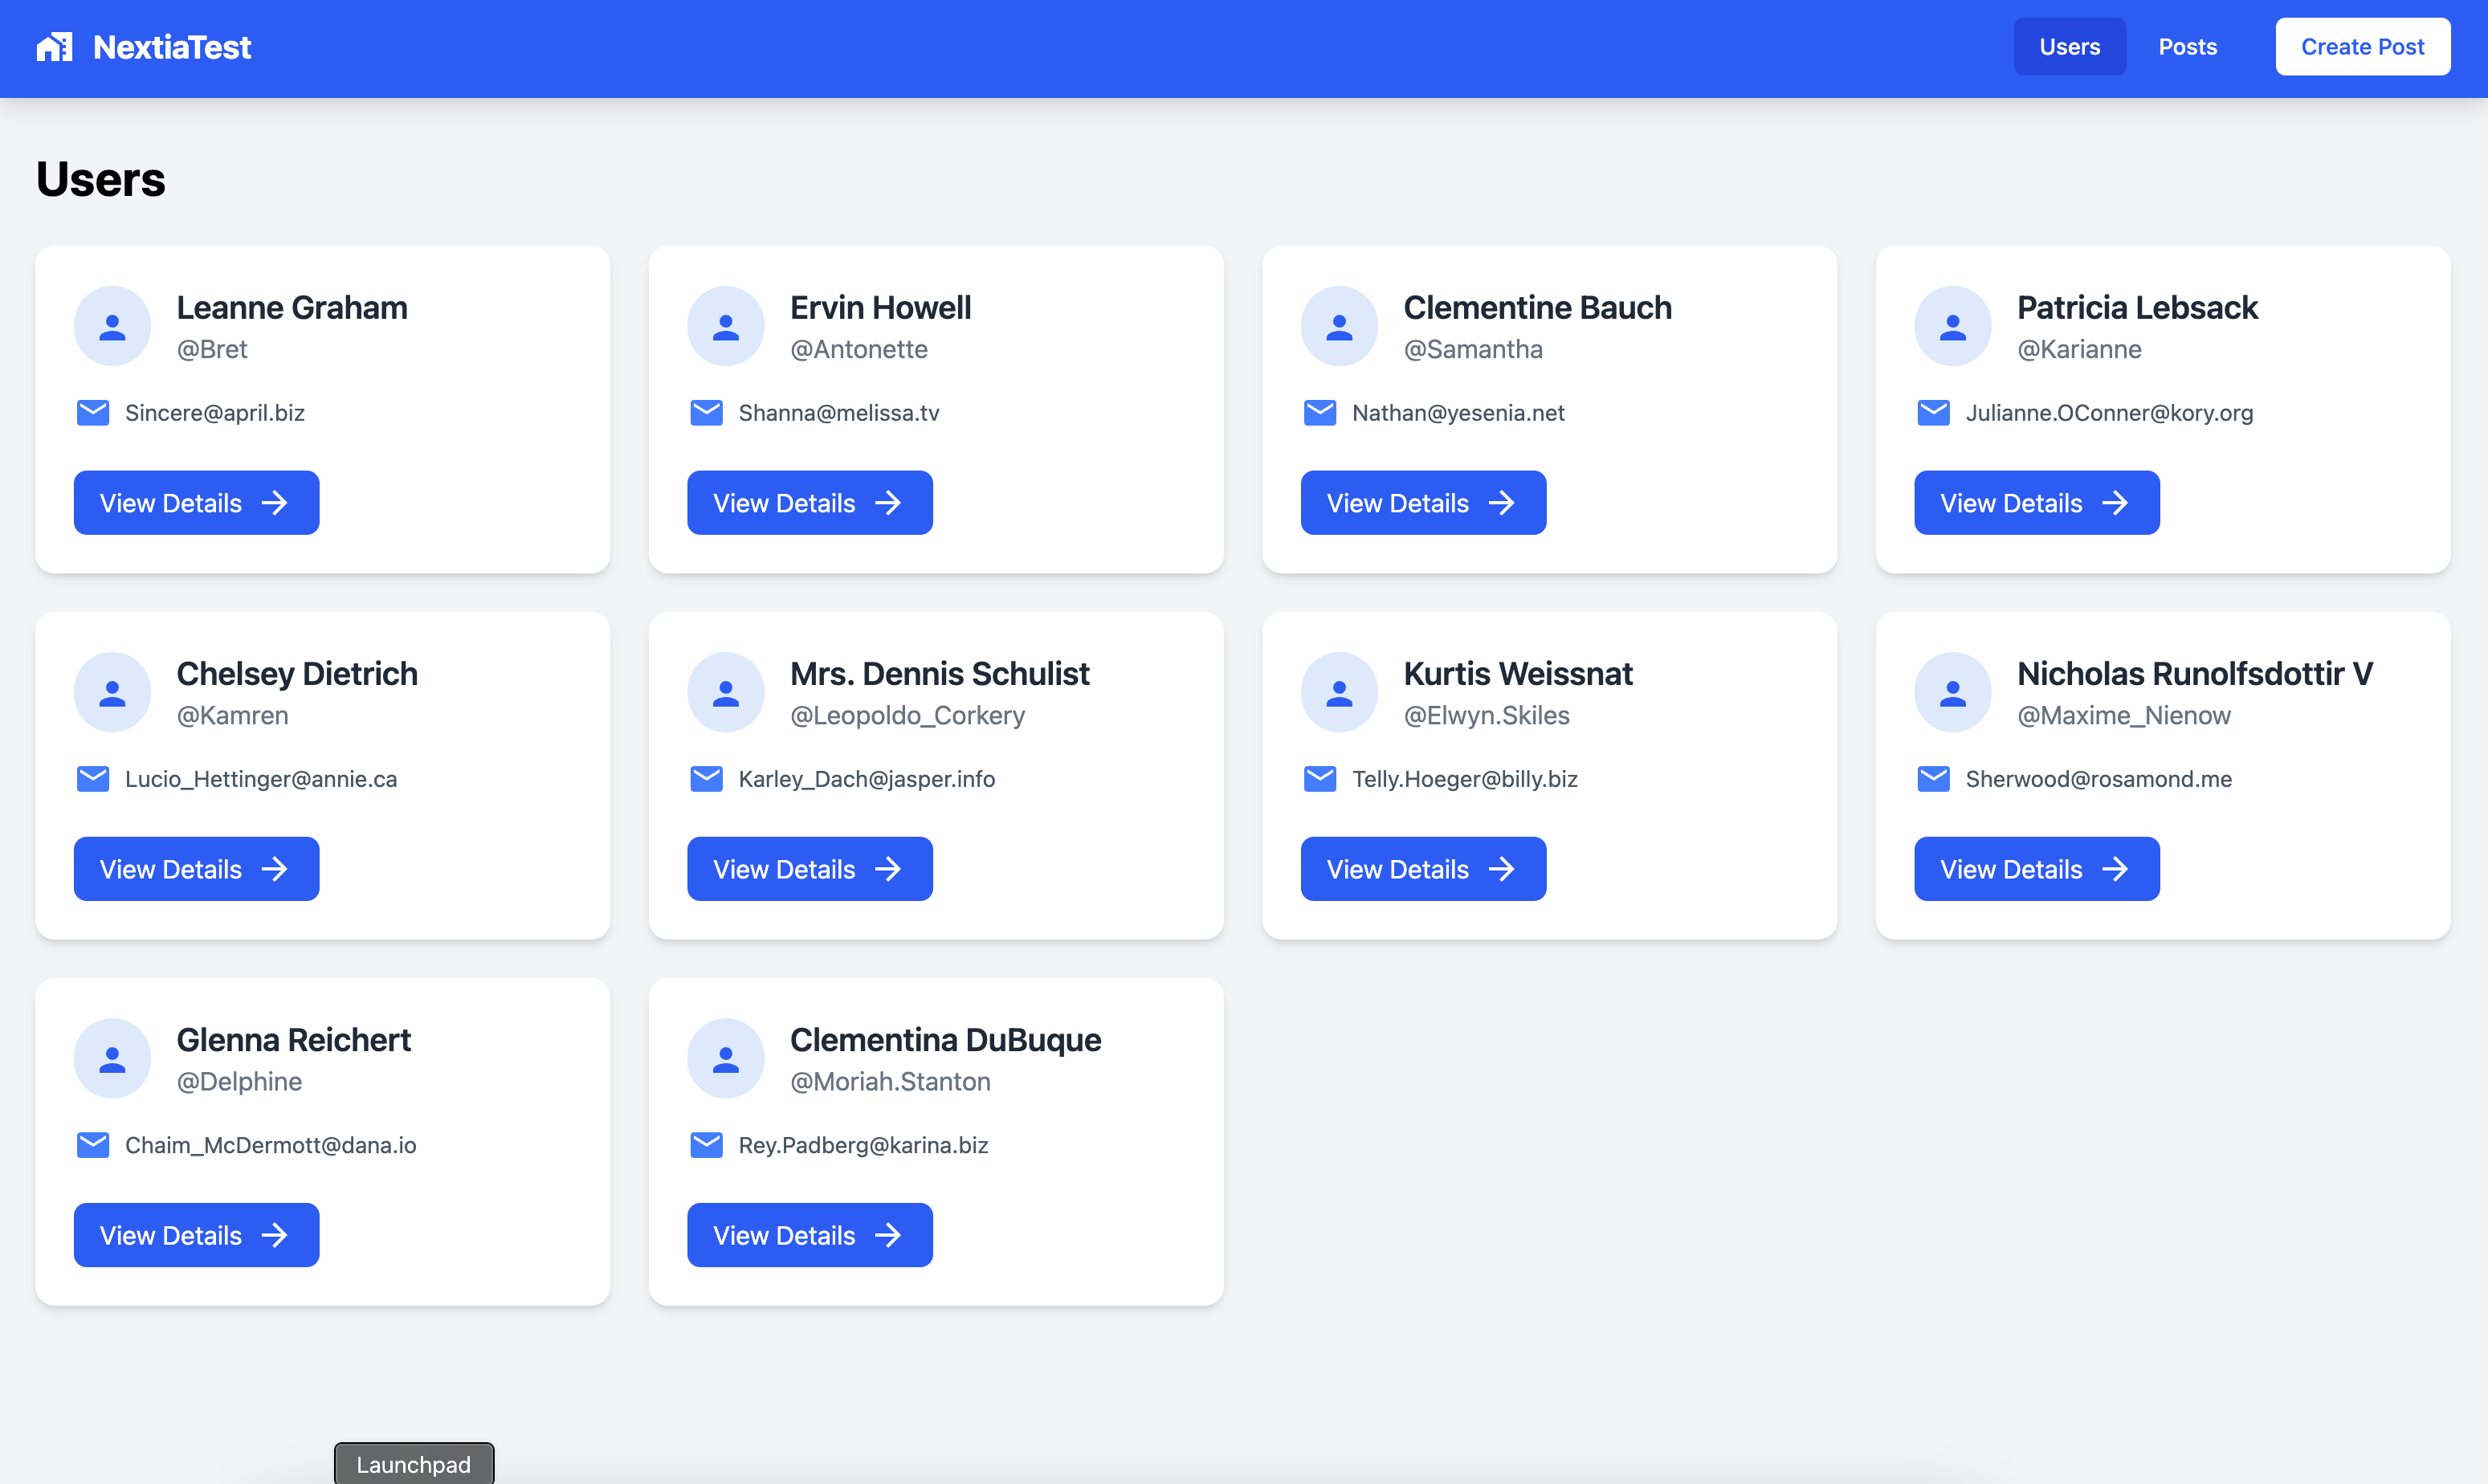 NextiaTest
Users
Posts
Create Post
Users
Leanne Graham
@Bret
Sincere@april.biz
View Details
Ervin Howell
@Antonette
Shanna@melissa.tv
View Details
Clementine Bauch
@Samantha
Nathan@yesenia.net
View Details
Patricia Lebsack
@Karianne
Julianne.OConner@kory.org
View Details
Chelsey Dietrich
@Kamren
Lucio_Hettinger@annie.ca
View Details
Mrs. Dennis Schulist
@Leopoldo_Corkery
Karley_Dach@jasper.info
View Details
Kurtis Weissnat
@Elwyn.Skiles
Telly.Hoeger@billy.biz
View Details
Nicholas Runolfsdottir V
@Maxime_Nienow
Sherwood@rosamond.me
View Details
Glenna Reichert
@Delphine
Chaim_McDermott@dana.io
View Details
Clementina DuBuque
@Moriah.Stanton
Rey.Padberg@karina.biz
View Details
Launchpad